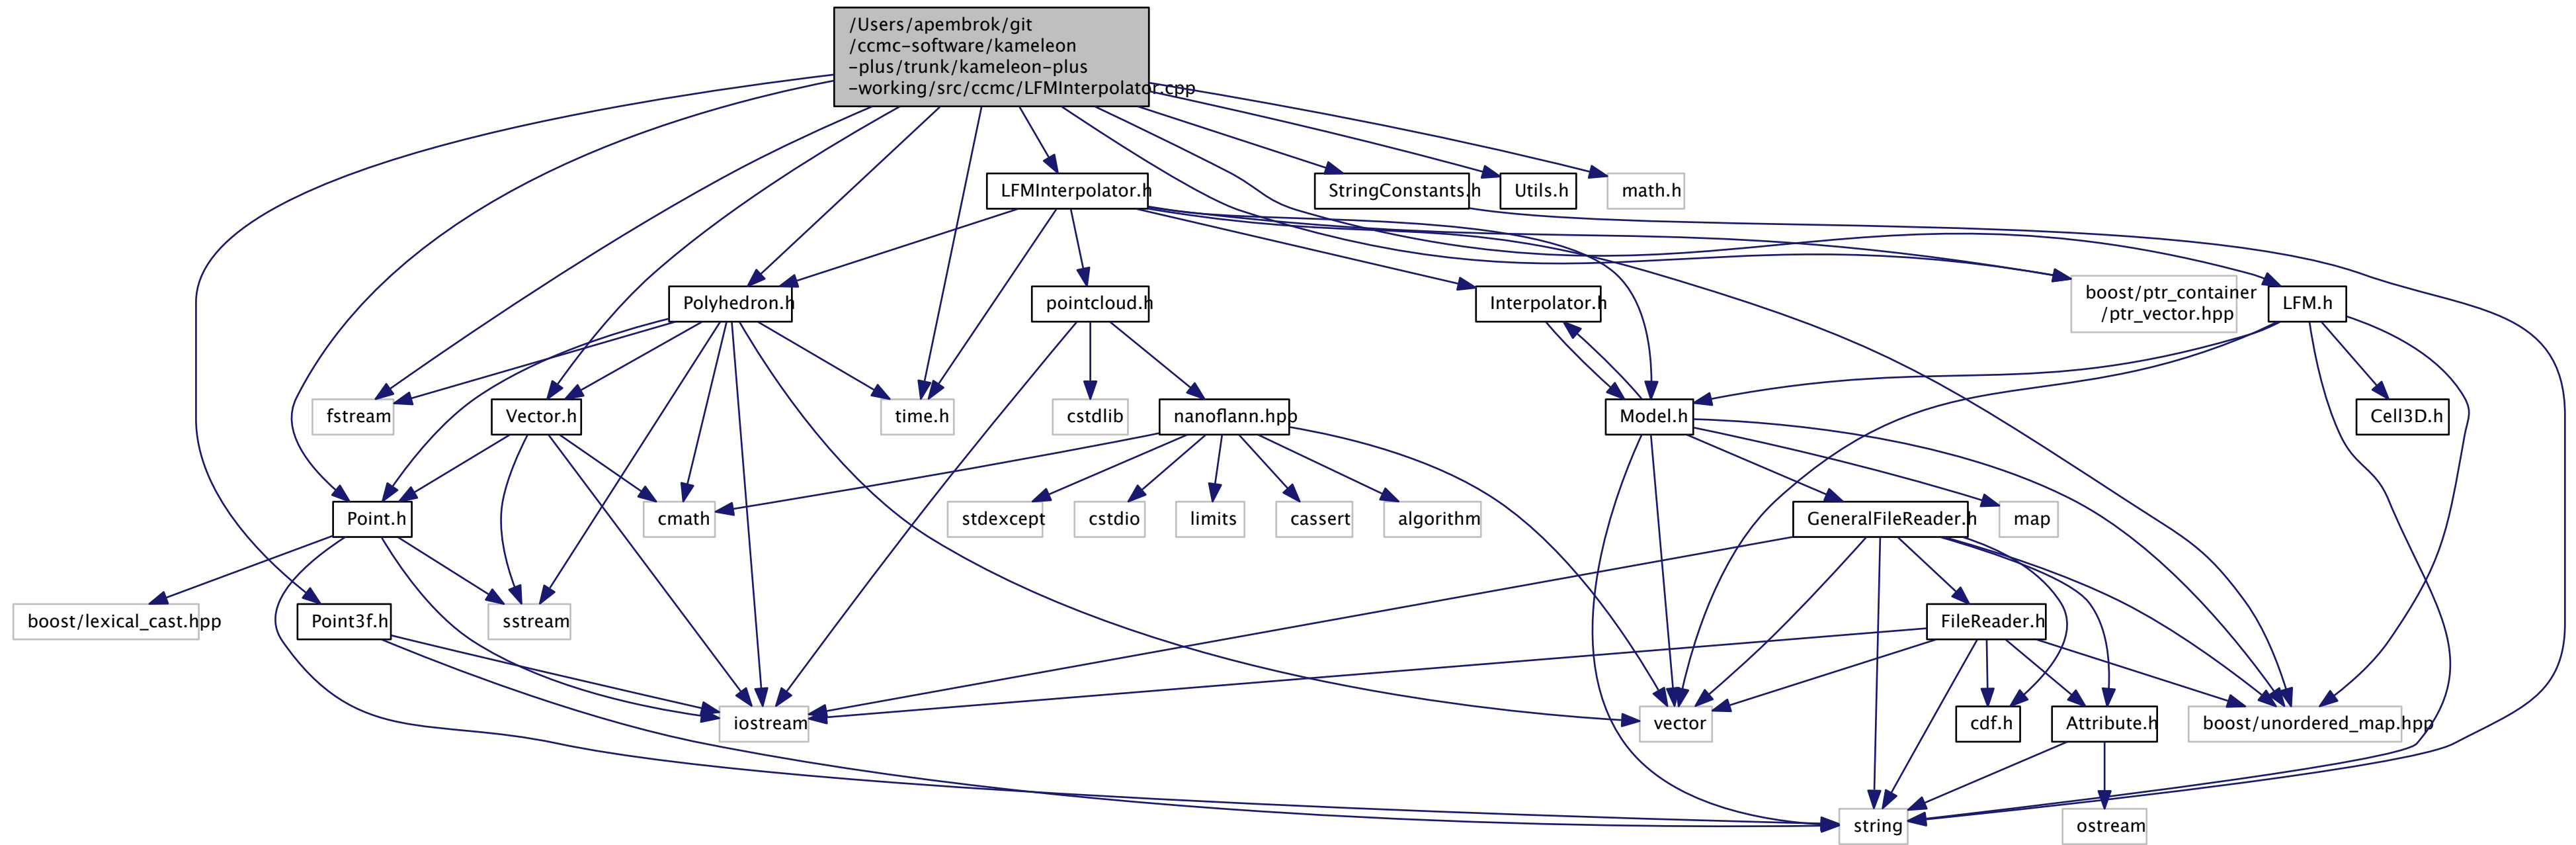 /Users/apembrok/git
/ccmc-software/kameleon
-plus/trunk/kameleon-plus
-working/src/ccmc/LFMInterpolator.cpp
LFMInterpolator.h
StringConstants.h
Utils.h
math.h
Polyhedron.h
pointcloud.h
Interpolator.h
boost/ptr_container
/ptr_vector.hpp
LFM.h
fstream
Vector.h
time.h
cstdlib
nanoflann.hpp
Model.h
Cell3D.h
Point.h
cmath
stdexcept
cstdio
limits
cassert
algorithm
GeneralFileReader.h
map
boost/lexical_cast.hpp
Point3f.h
sstream
FileReader.h
iostream
vector
cdf.h
Attribute.h
boost/unordered_map.hpp
string
ostream